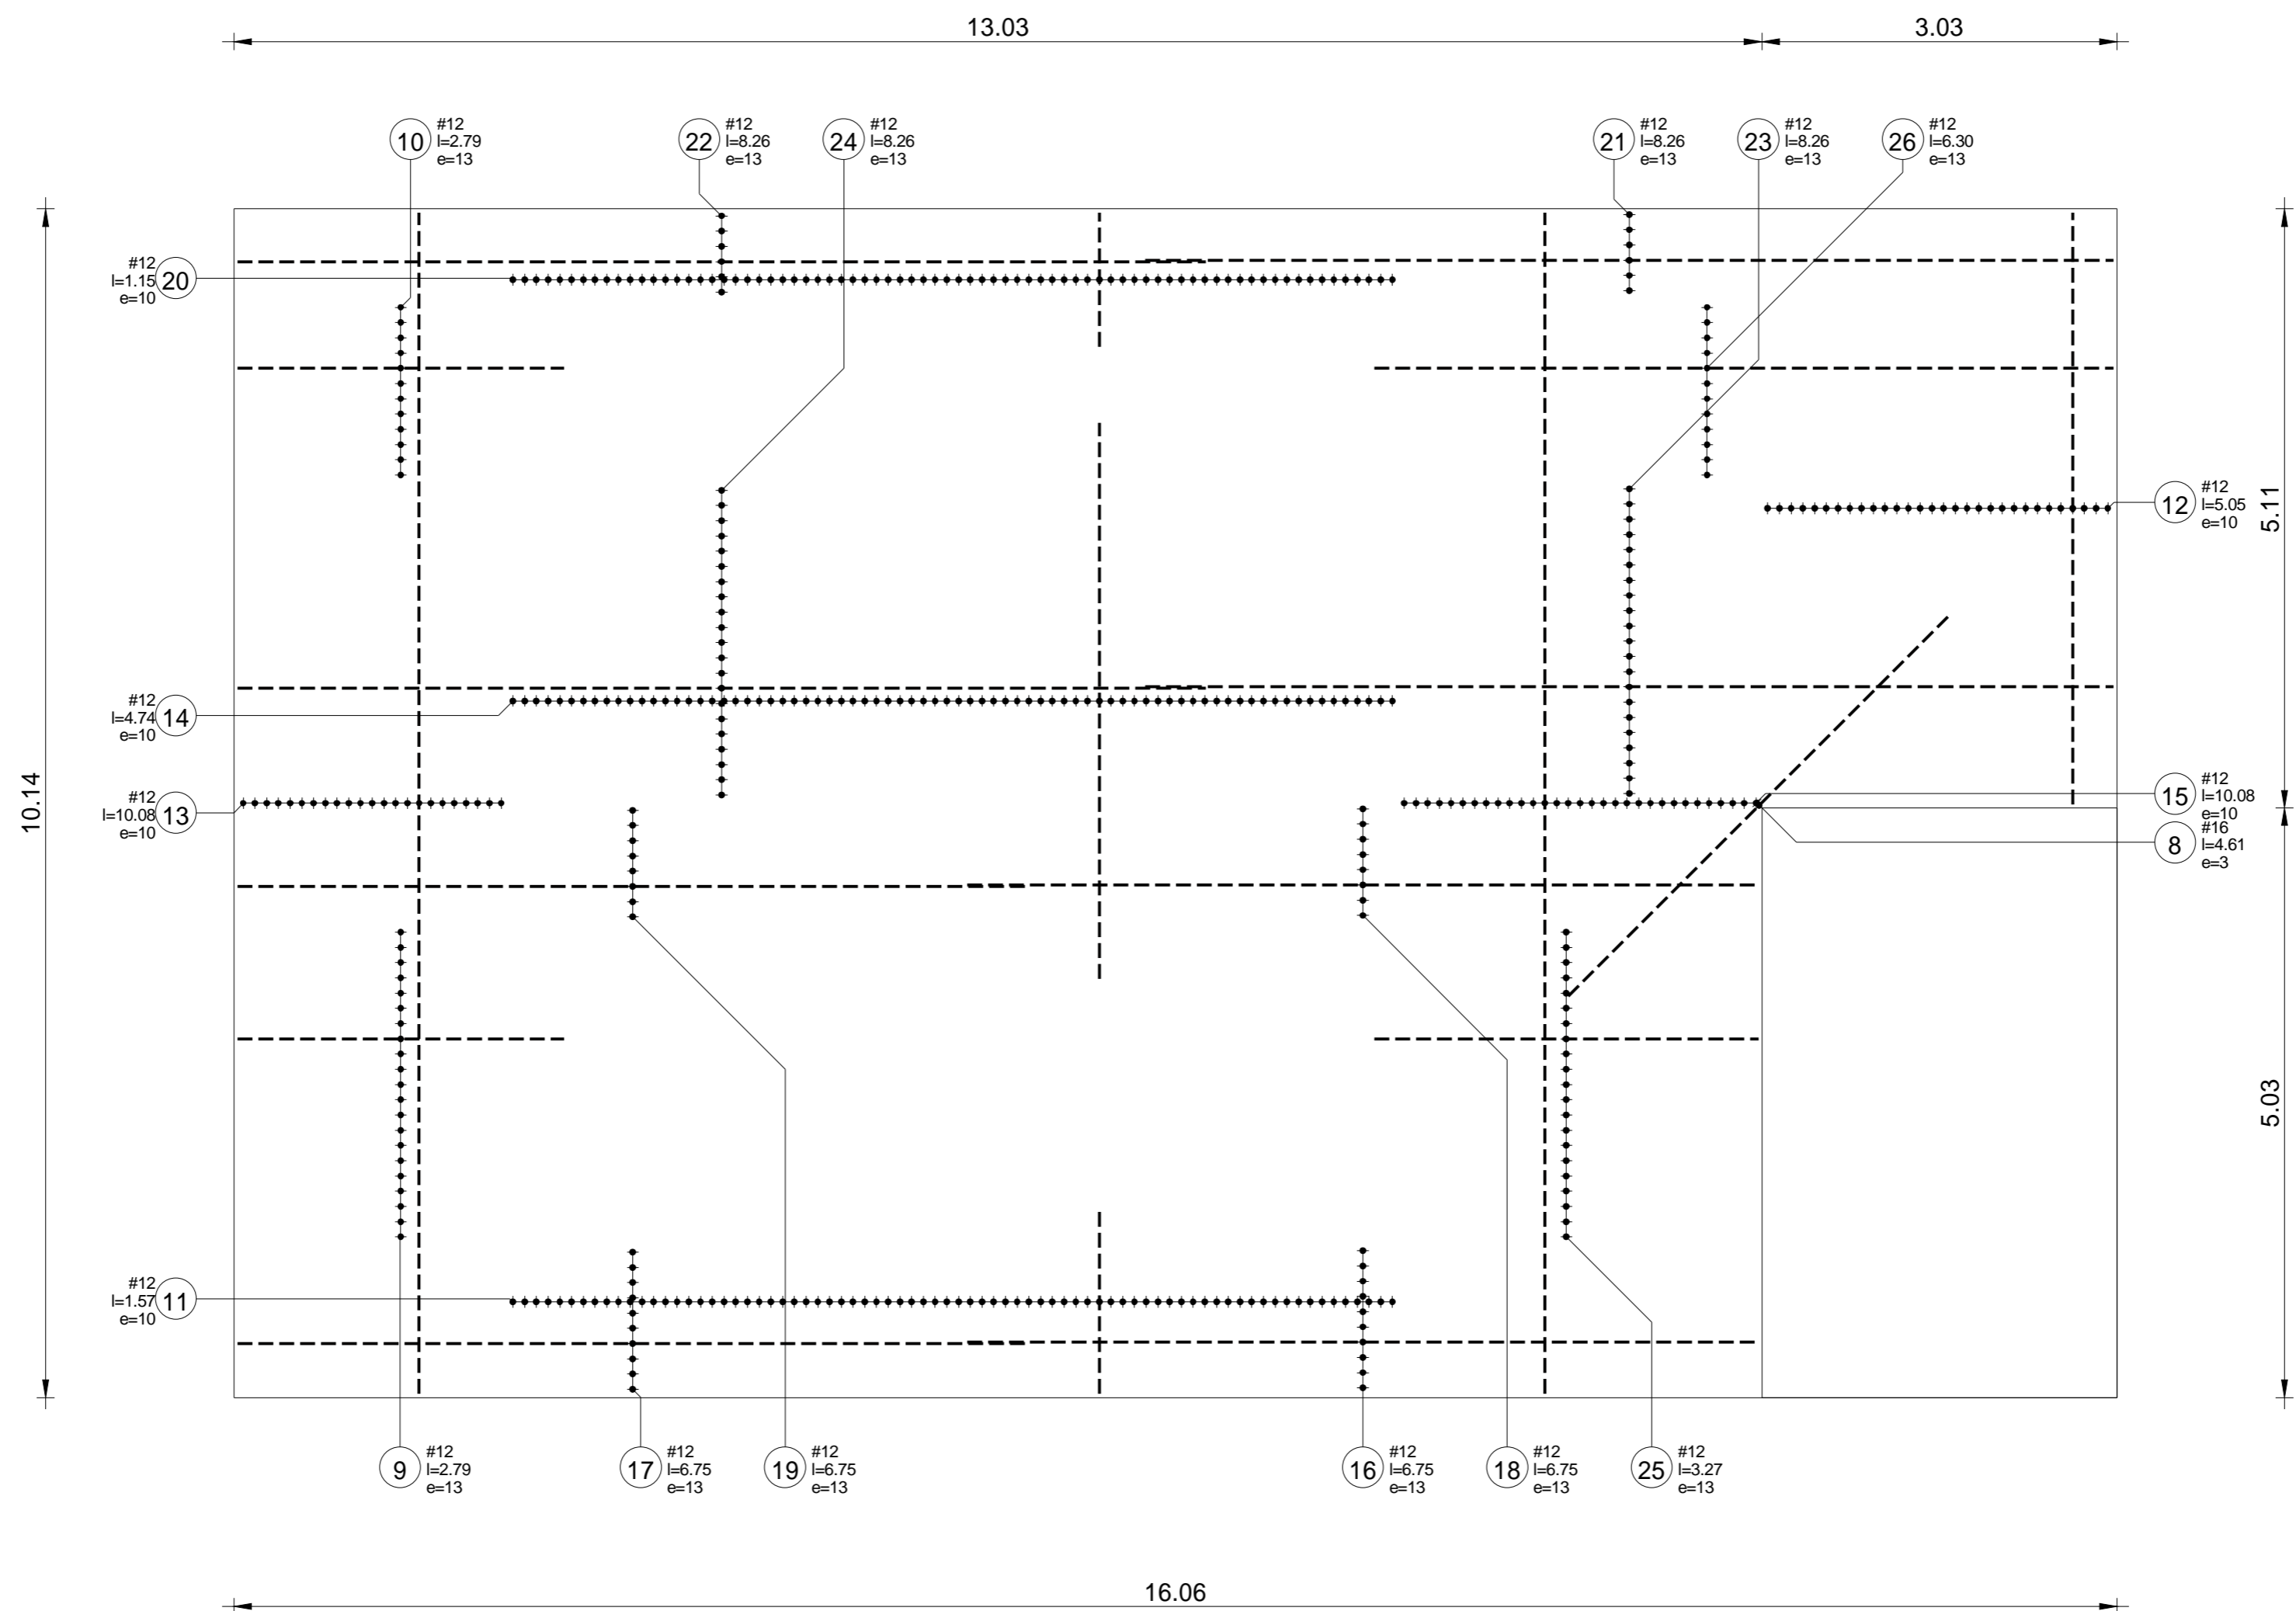 13.03
3.03
10
#12
l=2.79
e=13
22
#12
l=8.26
e=13
24
#12
l=8.26
e=13
21
#12
l=8.26
e=13
23
#12
l=8.26
e=13
26
#12
l=6.30
e=13
#12
l=1.15
e=10
20
12
#12
l=5.05
e=10
5.11
#12
l=4.74
e=10
14
10.14
#12
l=10.08
e=10
13
15
#12
l=10.08
e=10
8
#16
l=4.61
e=3
5.03
#12
l=1.57
e=10
11
9
#12
l=2.79
e=13
17
#12
l=6.75
e=13
19
#12
l=6.75
e=13
16
#12
l=6.75
e=13
18
#12
l=6.75
e=13
25
#12
l=3.27
e=13
16.06